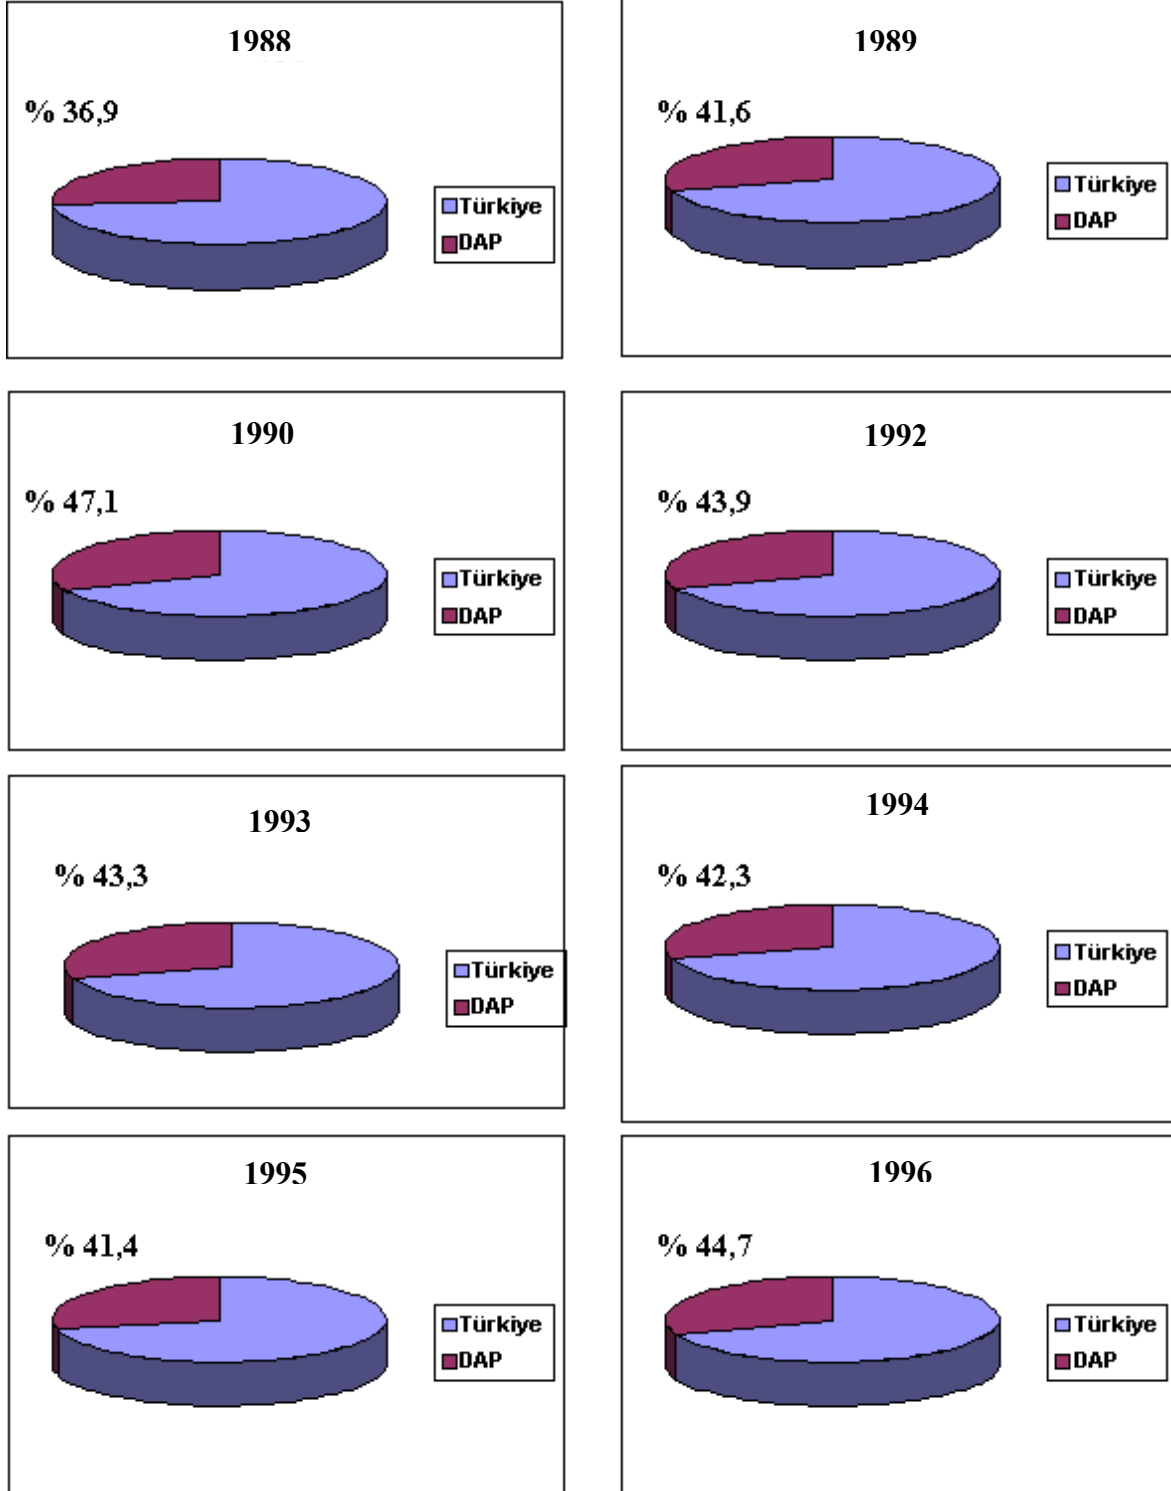 1988
% 36,9
Türkiye
DAP
1989
% 41,6
Türkiye
DAP
1990
% 47,1
Türkiye
DAP
1992
% 43,9
Türkiye
DAP
1993
% 43,3
Türkiye
DAP
1994
% 42,3
Türkiye
DAP
1995
% 41,4
Türkiye
DAP
1996
% 44,7
Türkiye
DAP